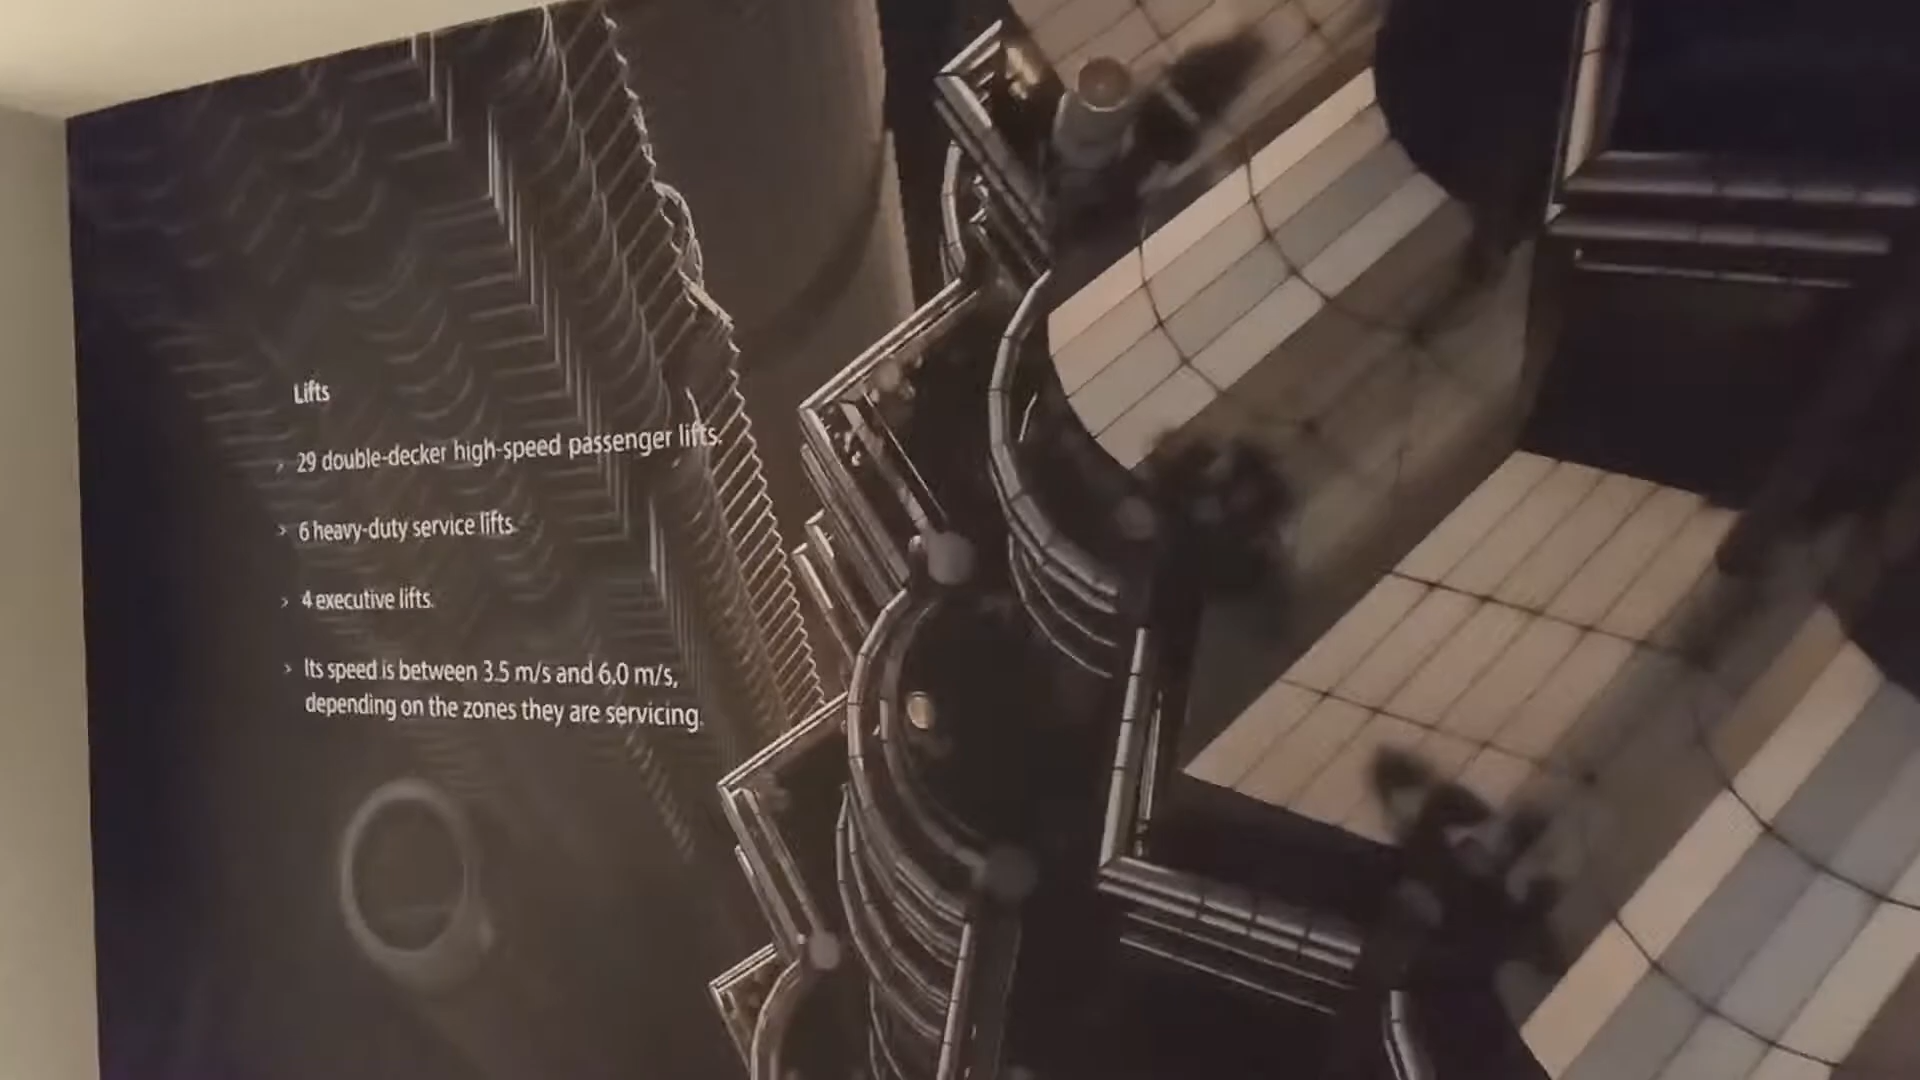 Lifts
› 29 double-decker high-speed passenger lifts.
› 6 heavy-duty service lifts.
› 4 executive lifts.
› Its speed is between 3.5 m/s and 6.0 m/s,
depending on the zones they are servicing.